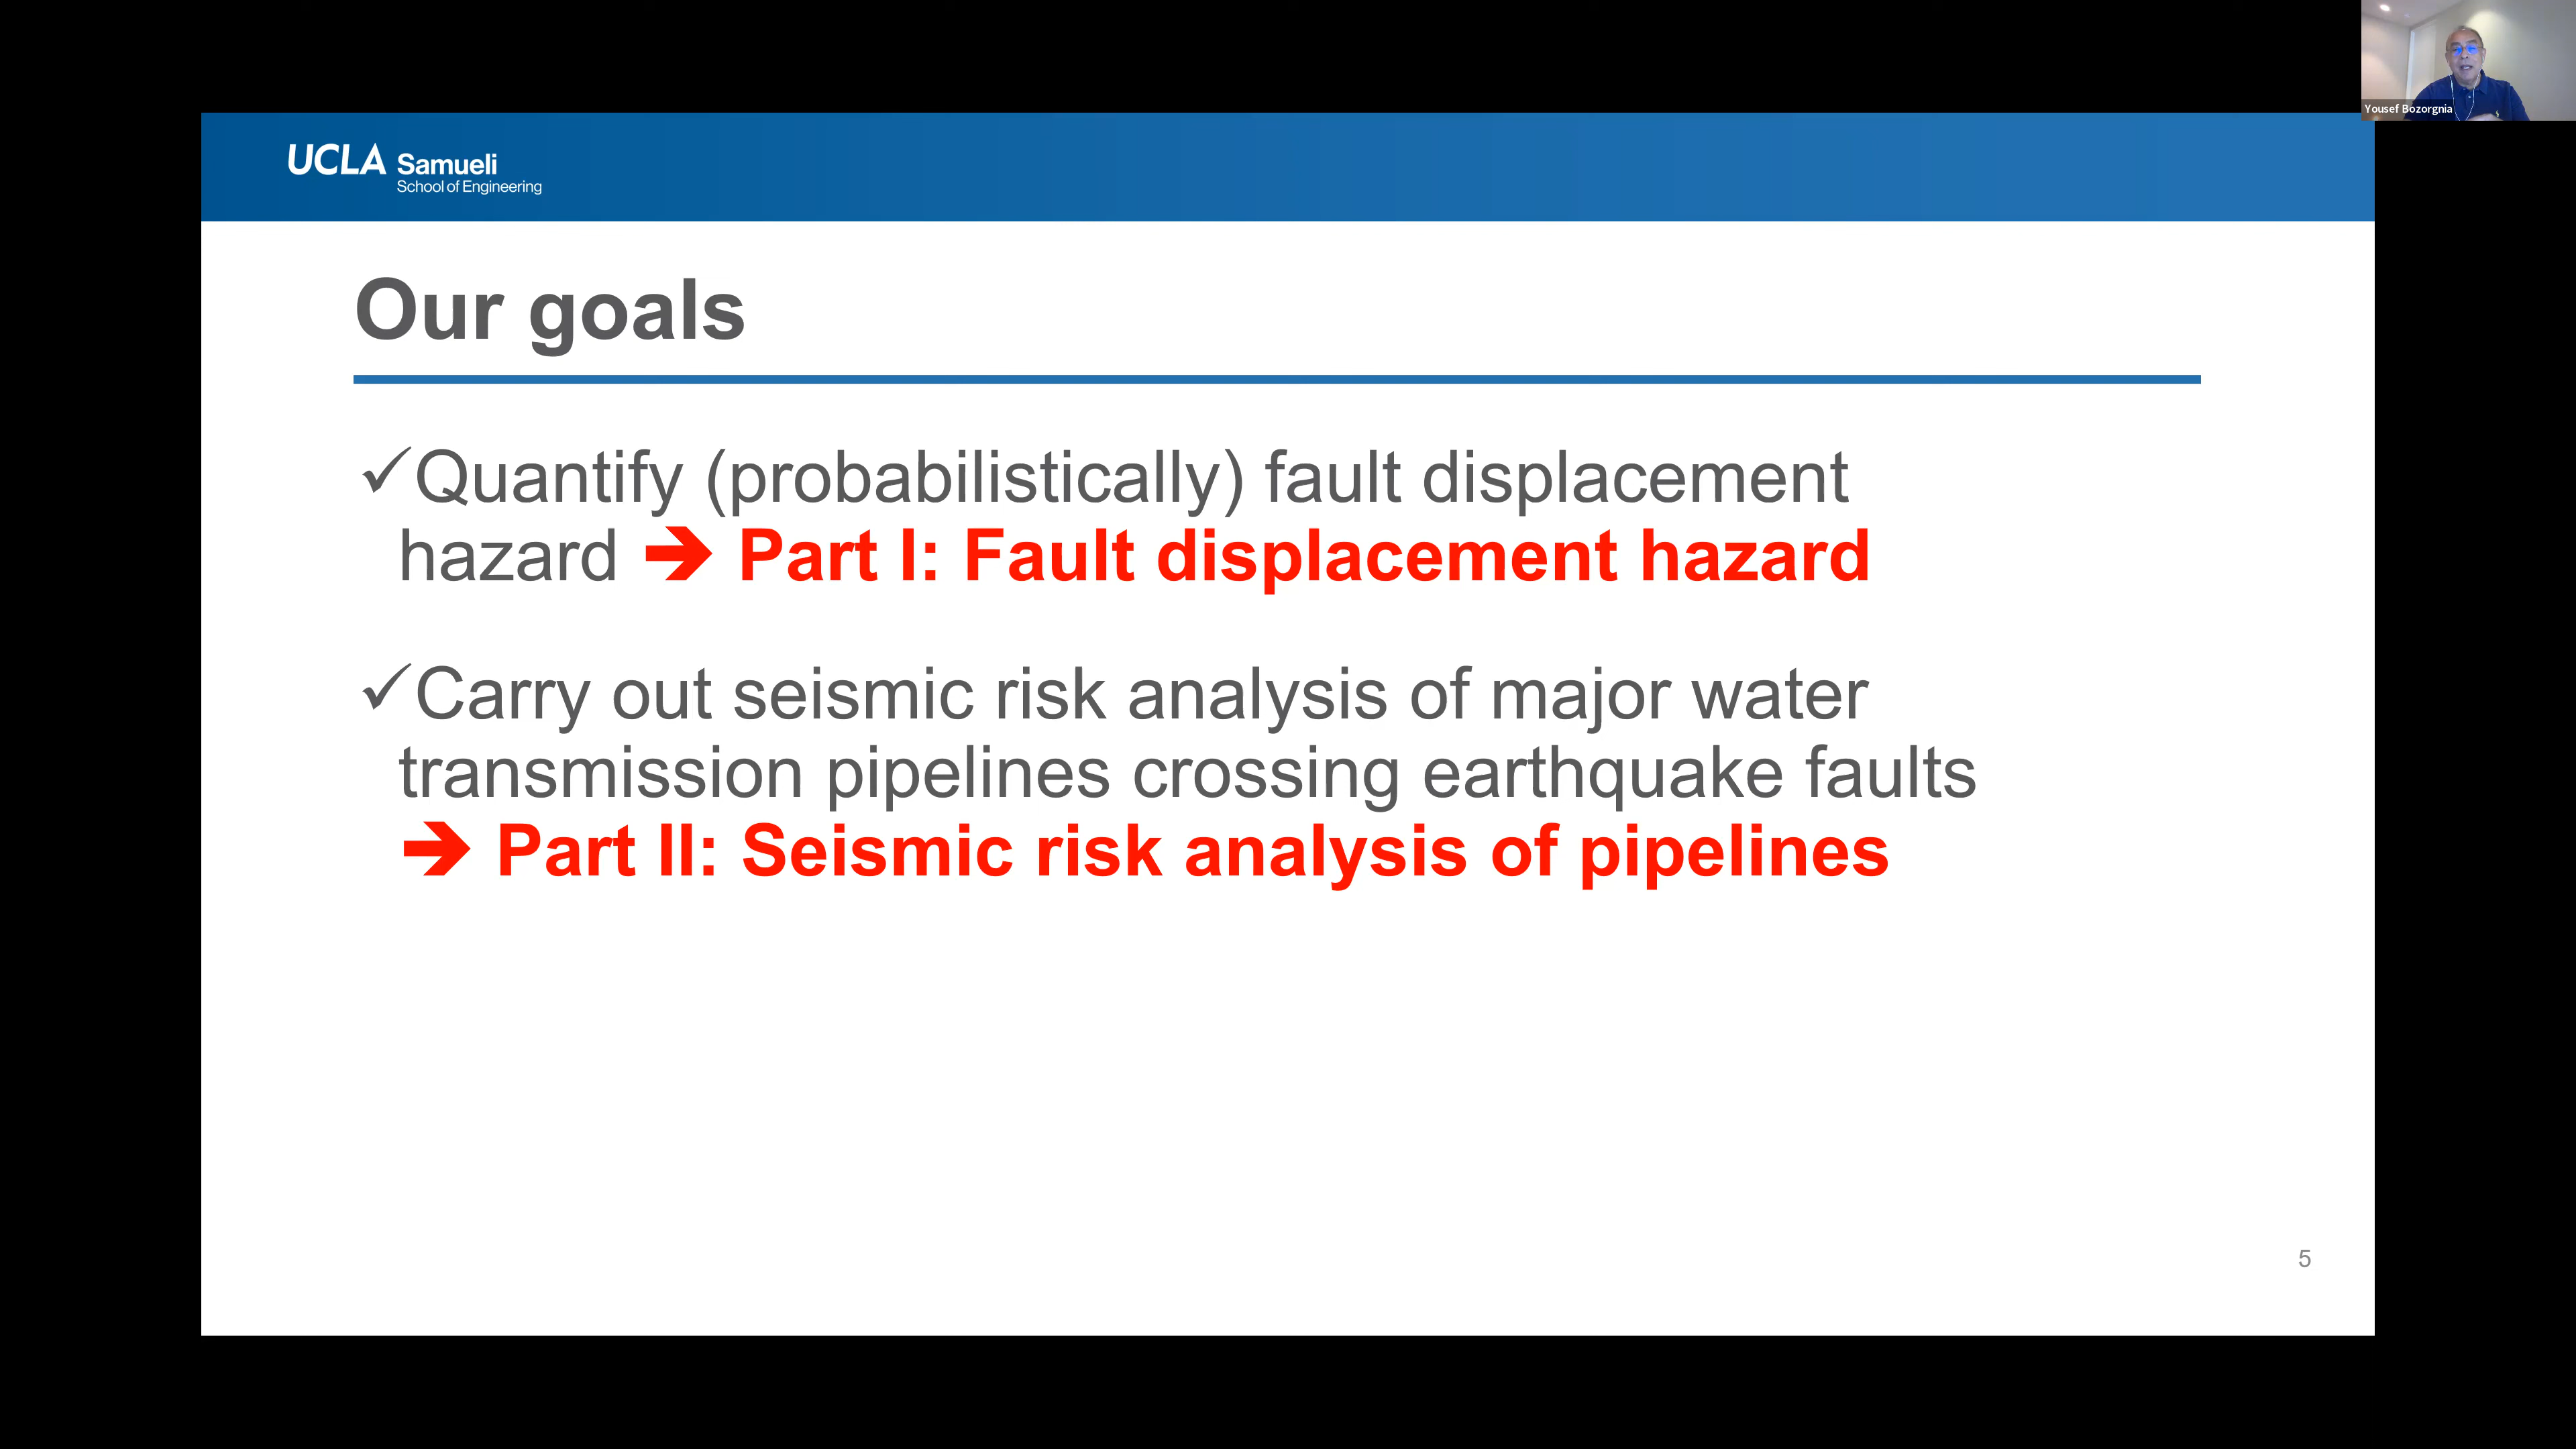 Yousef Bozorgnia
UCLA Samueli
School of Engineering
Our goals
✓Quantify (probabilistically) fault displacement
hazard ➔ Part I: Fault displacement hazard
✓Carry out seismic risk analysis of major water
transmission pipelines crossing earthquake faults
➔ Part II: Seismic risk analysis of pipelines
5